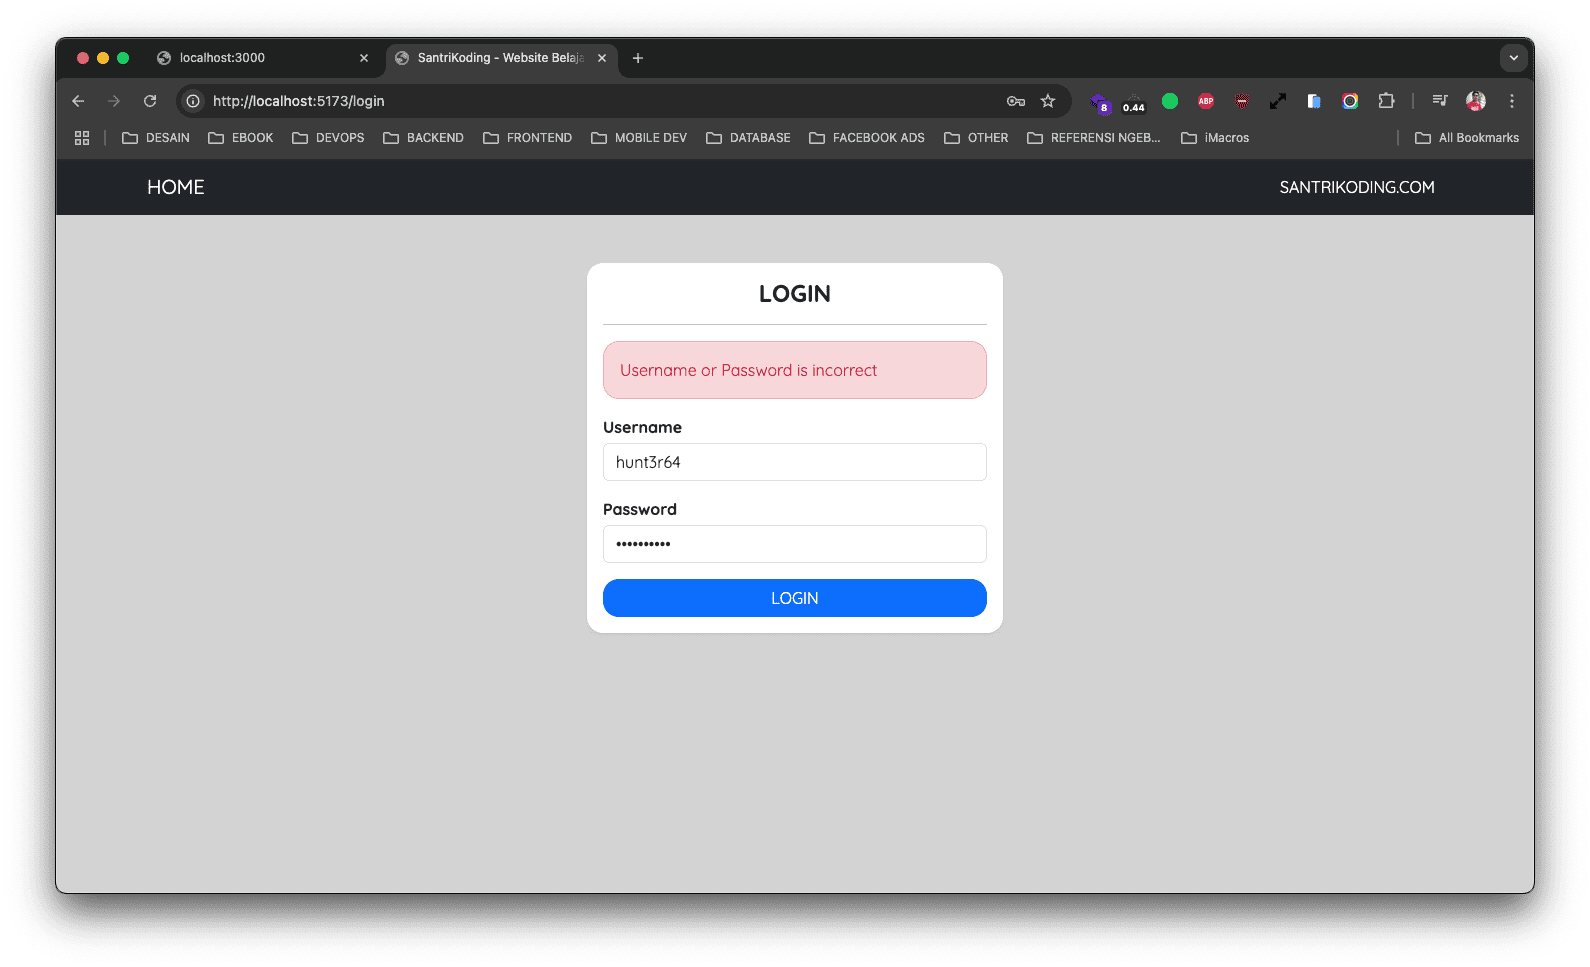 localhost:3000
SantriKoding - Website Belaja
http://localhost:5173/login
8
0.44
ABP
DESAIN
EBOOK
DEVOPS
BACKEND
FRONTEND
MOBILE DEV
DATABASE
FACEBOOK ADS
OTHER
REFERENSI NGEB...
iMacros
All Bookmarks
HOME
SANTRIKODING.COM
LOGIN
Username or Password is incorrect
Username
hunt3r64
Password
••••••••••
LOGIN